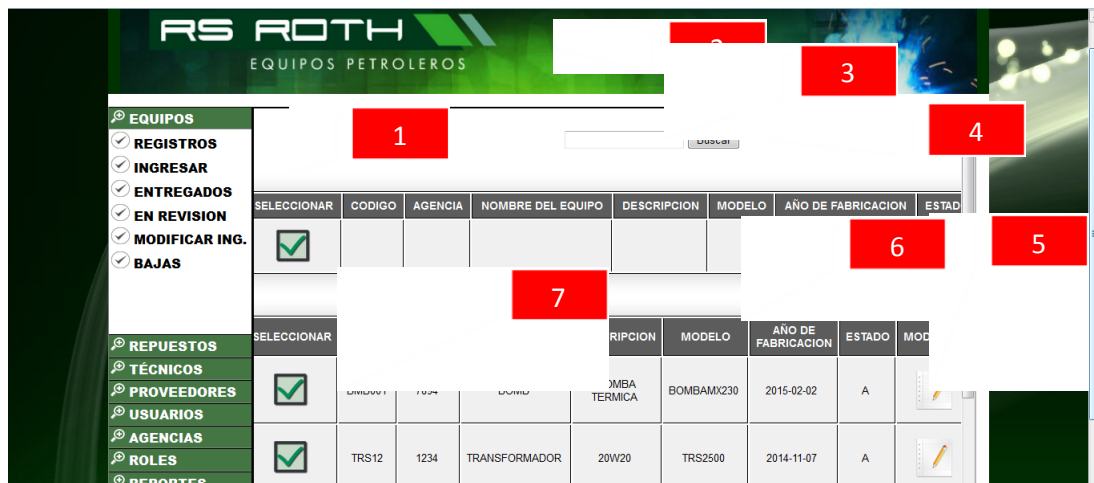 RS ROTH
EQUIPOS PETROLEROS
2
3
4
1
EQUIPOS
REGISTROS
INGRESAR
ENTREGADOS
EN REVISION
MODIFICAR ING.
BAJAS
Buscar
SELECCIONAR CODIGO AGENCIA NOMBRE DEL EQUIPO DESCRIPCION MODELO AÑO DE FABRICACION ESTAD
6
5
7
REPUESTOS
TÉCNICOS
PROVEEDORES
USUARIOS
AGENCIAS
ROLES
REPORTES
SELECCIONAR RIPCION MODELO AÑO DE FABRICACION ESTADO MOD
TERMICA BOMBAMX230 2015-02-02 A
TRS12 1234 TRANSFORMADOR 20W20 TRS2500 2014-11-07 A